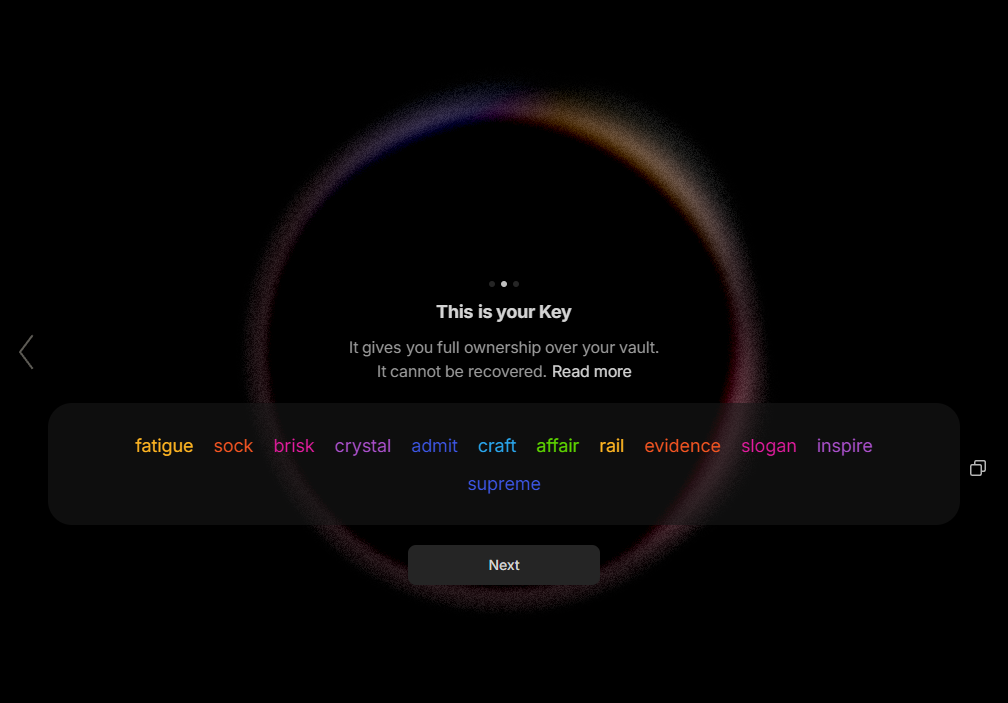 This is your Key
It gives you full ownership over your vault.
It cannot be recovered. Read more
fatigue sock brisk crystal admit craft affair rail evidence slogan inspire
supreme
Next